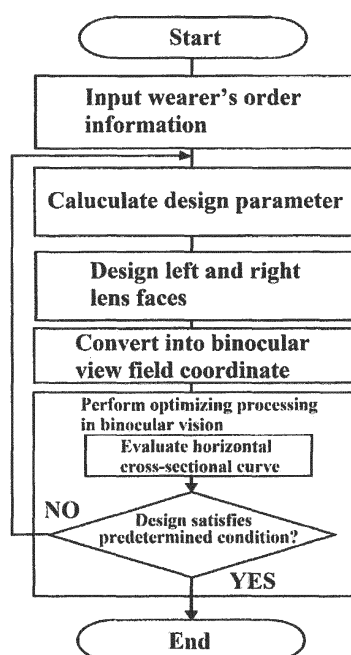 Start
Input wearer's order
information
Caluculate design parameter
Design left and right
lens faces
Convert into binocular
view field coordinate
Perform optimizing processing
in binocular vision
Evaluate horizontal
cross-sectional curve
NO
Design satisfies
predetermined condition?
YES
End